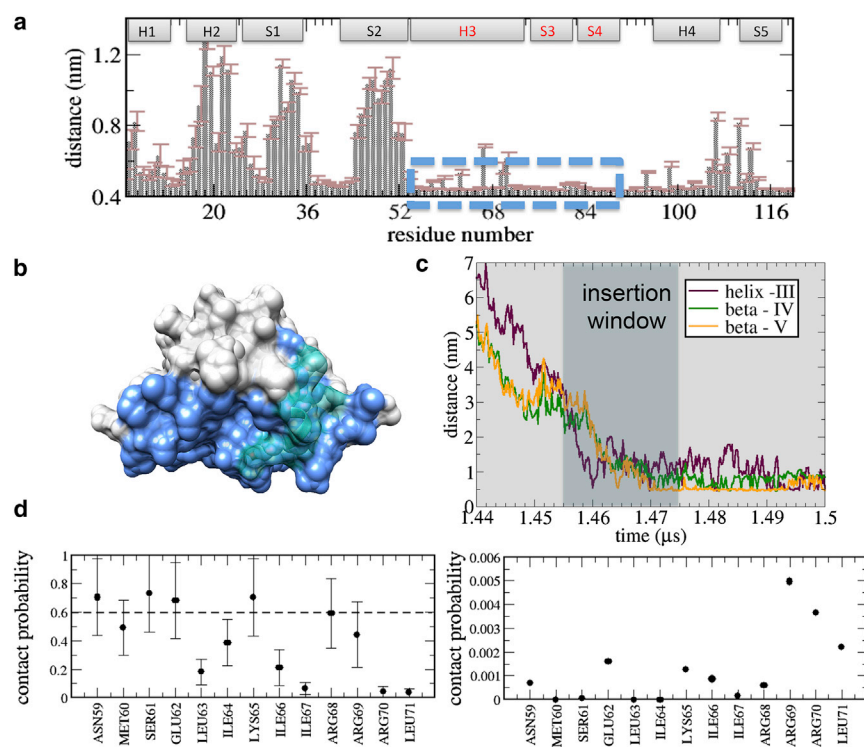 a
H1 H2 S1 S2 H3 S3 S4 H4 S5
1.2
0.8
0.4
distance (nm)
20 36 52 68 84 100 116
residue number
b
c
7
6
5
4
3
2
1
0
distance (nm)
insertion
window
helix -III
beta - IV
beta - V
1.44 1.45 1.46 1.47 1.48 1.49 1.5
time (μs)
d
contact probability
1
0.8
0.6
0.4
0.2
0
ASN59 MET60 SER61 GLU62 LEU63 ILE64 LYS65 ILE66 ILE67 ARG68 ARG69 ARG70 LEU71
contact probability
0.006
0.005
0.004
0.003
0.002
0.001
0
ASN59 MET60 SER61 GLU62 LEU63 ILE64 LYS65 ILE66 ILE67 ARG68 ARG69 ARG70 LEU71